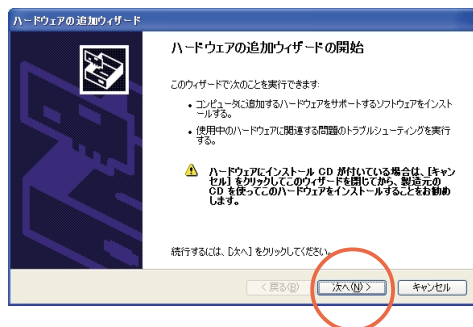 ハードウェアの追加ウィザード
ハードウェアの追加ウィザードの開始
このウィザードで次のことを実行できます:
• コンピュータに追加するハードウェアをサポートするソフトウェアをインスト
ールする。
• 使用中のハードウェアに関連する問題のトラブルシューティングを実行
する。
ハードウェアにインストール CD が付いている場合は、[キャン
セル] をクリックしてこのウィザードを閉じてから、製造元の
CD を使ってこのハードウェアをインストールすることをお勧め
します。
続行するには、[次へ] をクリックしてください。
< 戻る(B)
次へ(N) >
キャンセル